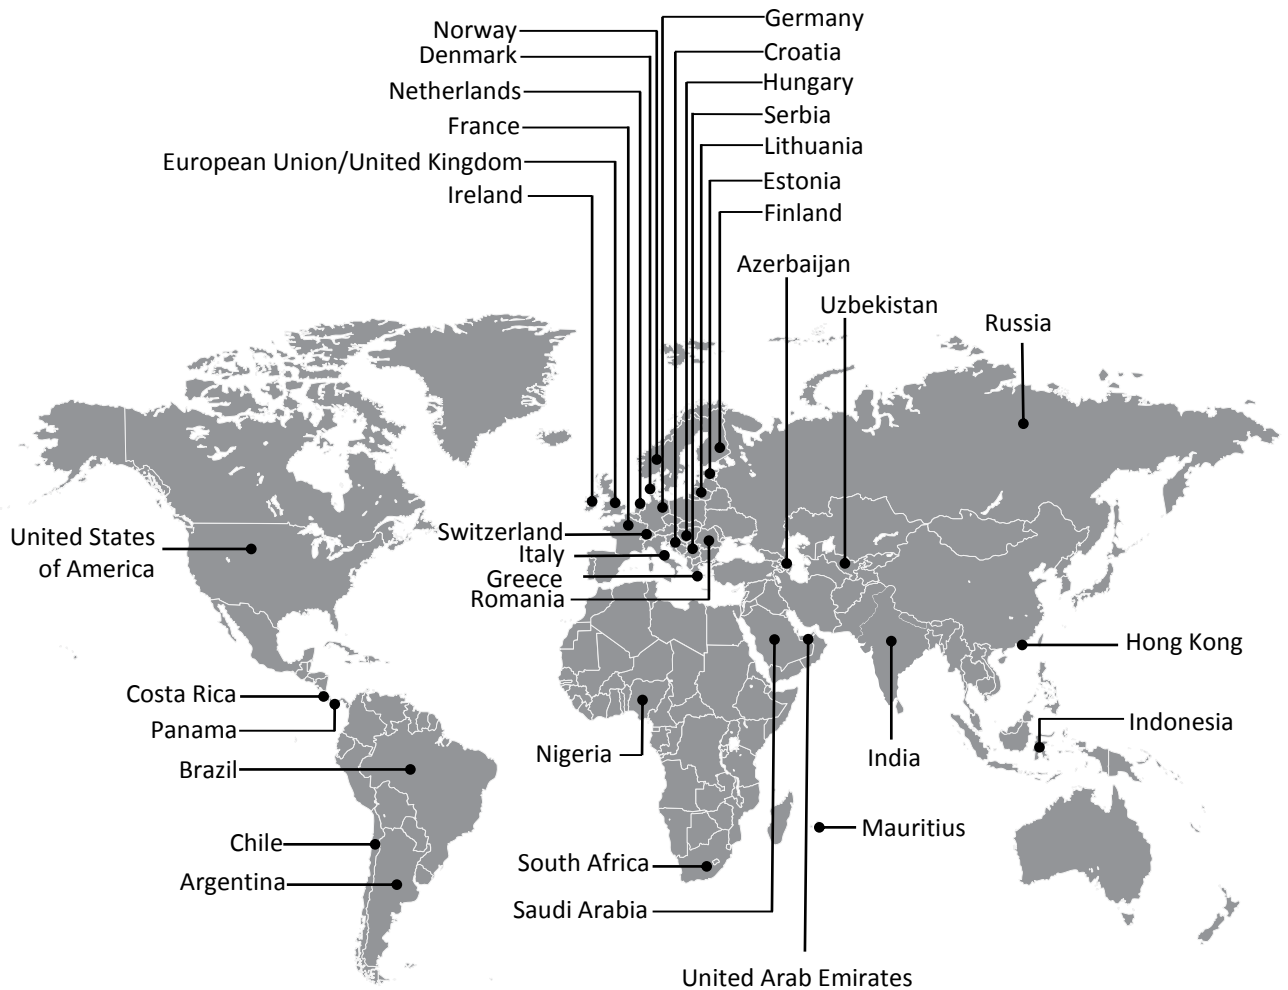 Germany
Norway
Croatia
Denmark
Hungary
Netherlands
Serbia
France
Lithuania
European Union/United Kingdom
Estonia
Ireland
Finland
Azerbaijan
Uzbekistan
Russia
United States
of America
Switzerland
Italy
Greece
Romania
Hong Kong
Costa Rica
Panama
Indonesia
Nigeria
India
Brazil
Mauritius
Chile
South Africa
Argentina
Saudi Arabia
United Arab Emirates